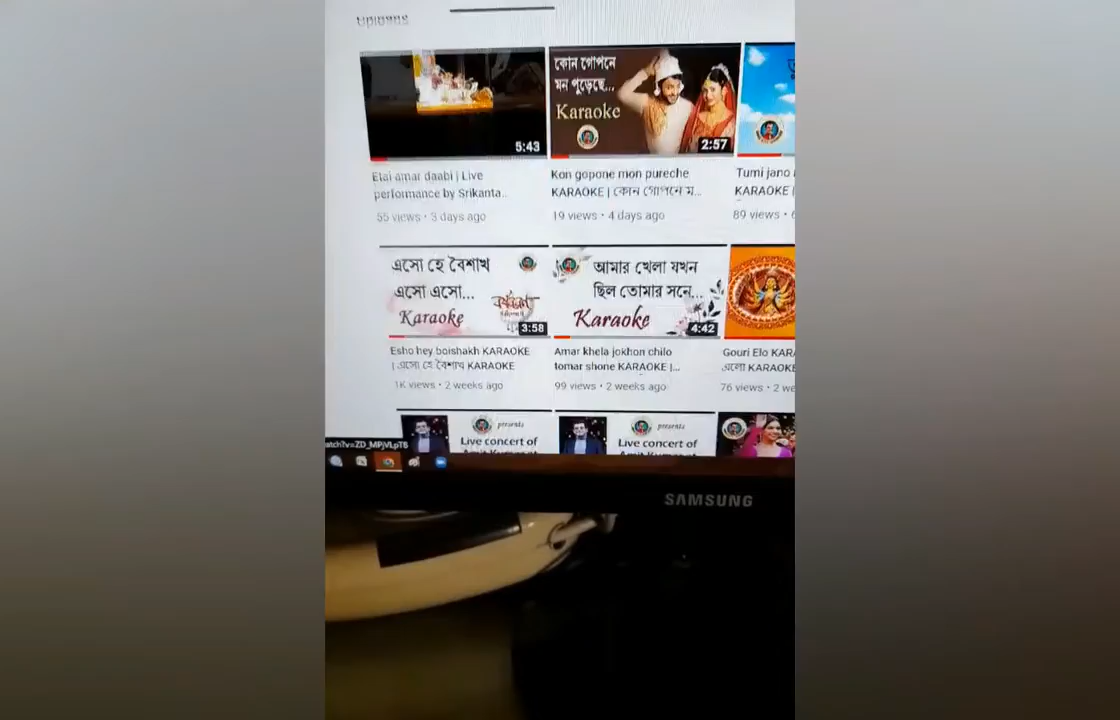 Uploads
কোন গোপনে
মন পুড়েছে...
Karaoke
5:43
2:57
Elai amar daabi | Live
performance by Srikanta..
55 views • 3 days ago
Kon gopone mon pureche
KARAOKE | কোন গোপনে ম...
19 views • 4 days ago
Tumi jano
KARAOKE |
89 views •
এসো হে বৈশাখ
এসো এসো...
Karaoke
3:58
আমার খেলা যখন
ছিল তোমার সনে...
Karaoke
4:42
Esho hey boishakh KARAOKE
| এসো হে বৈশাখ KARAOKE
1K views • 2 weeks ago
Amar khela jokhon chilo
tomar shone KARAOKE |...
99 views • 2 weeks ago
Gouri Elo KAR
এলো KARAOKE
76 views • 2 we
presents
Live concert of
presents
Live concert of
SAMSUNG